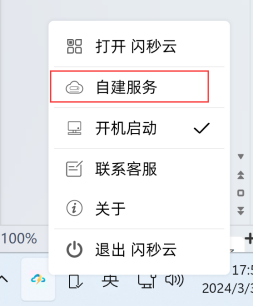 打开 闪秒云
自建服务
开机启动
联系客服
关于
退出 闪秒云
100%
英
17:5
2024/3/3